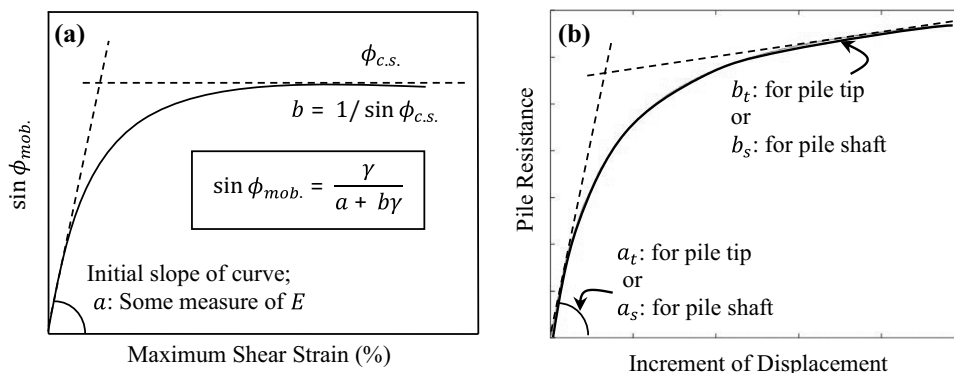 (a)
ϕc.s.
b = 1/ sin ϕc.s.
sin ϕmob. = γ / (a + bγ)
Initial slope of curve;
a: Some measure of E
sin ϕmob.
Maximum Shear Strain (%)
(b)
bt: for pile tip
or
bs: for pile shaft
at: for pile tip
or
as: for pile shaft
Pile Resistance
Increment of Displacement